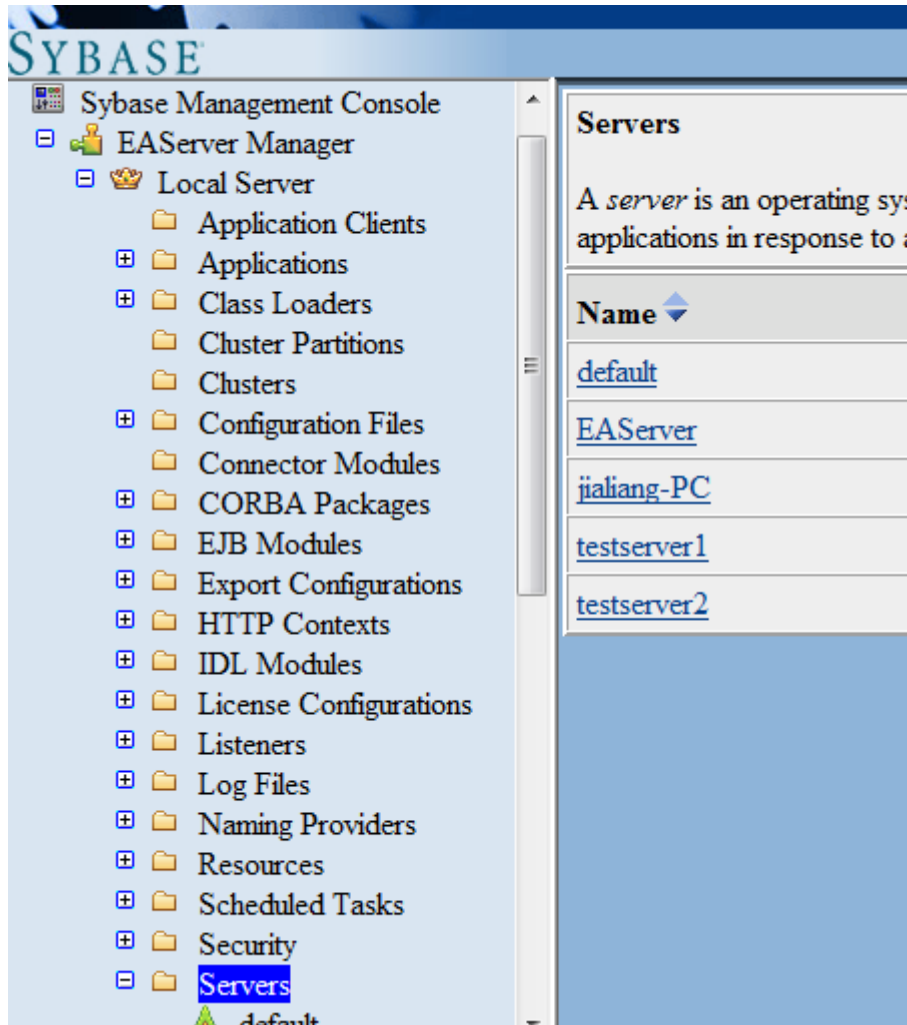 SYBASE
Sybase Management Console
EAServer Manager
Local Server
Application Clients
Applications
Class Loaders
Cluster Partitions
Clusters
Configuration Files
Connector Modules
CORBA Packages
EJB Modules
Export Configurations
HTTP Contexts
IDL Modules
License Configurations
Listeners
Log Files
Naming Providers
Resources
Scheduled Tasks
Security
Servers
default
Servers
A server is an operating sys
applications in response to a
Name
default
EAServer
jialiang-PC
testserver1
testserver2